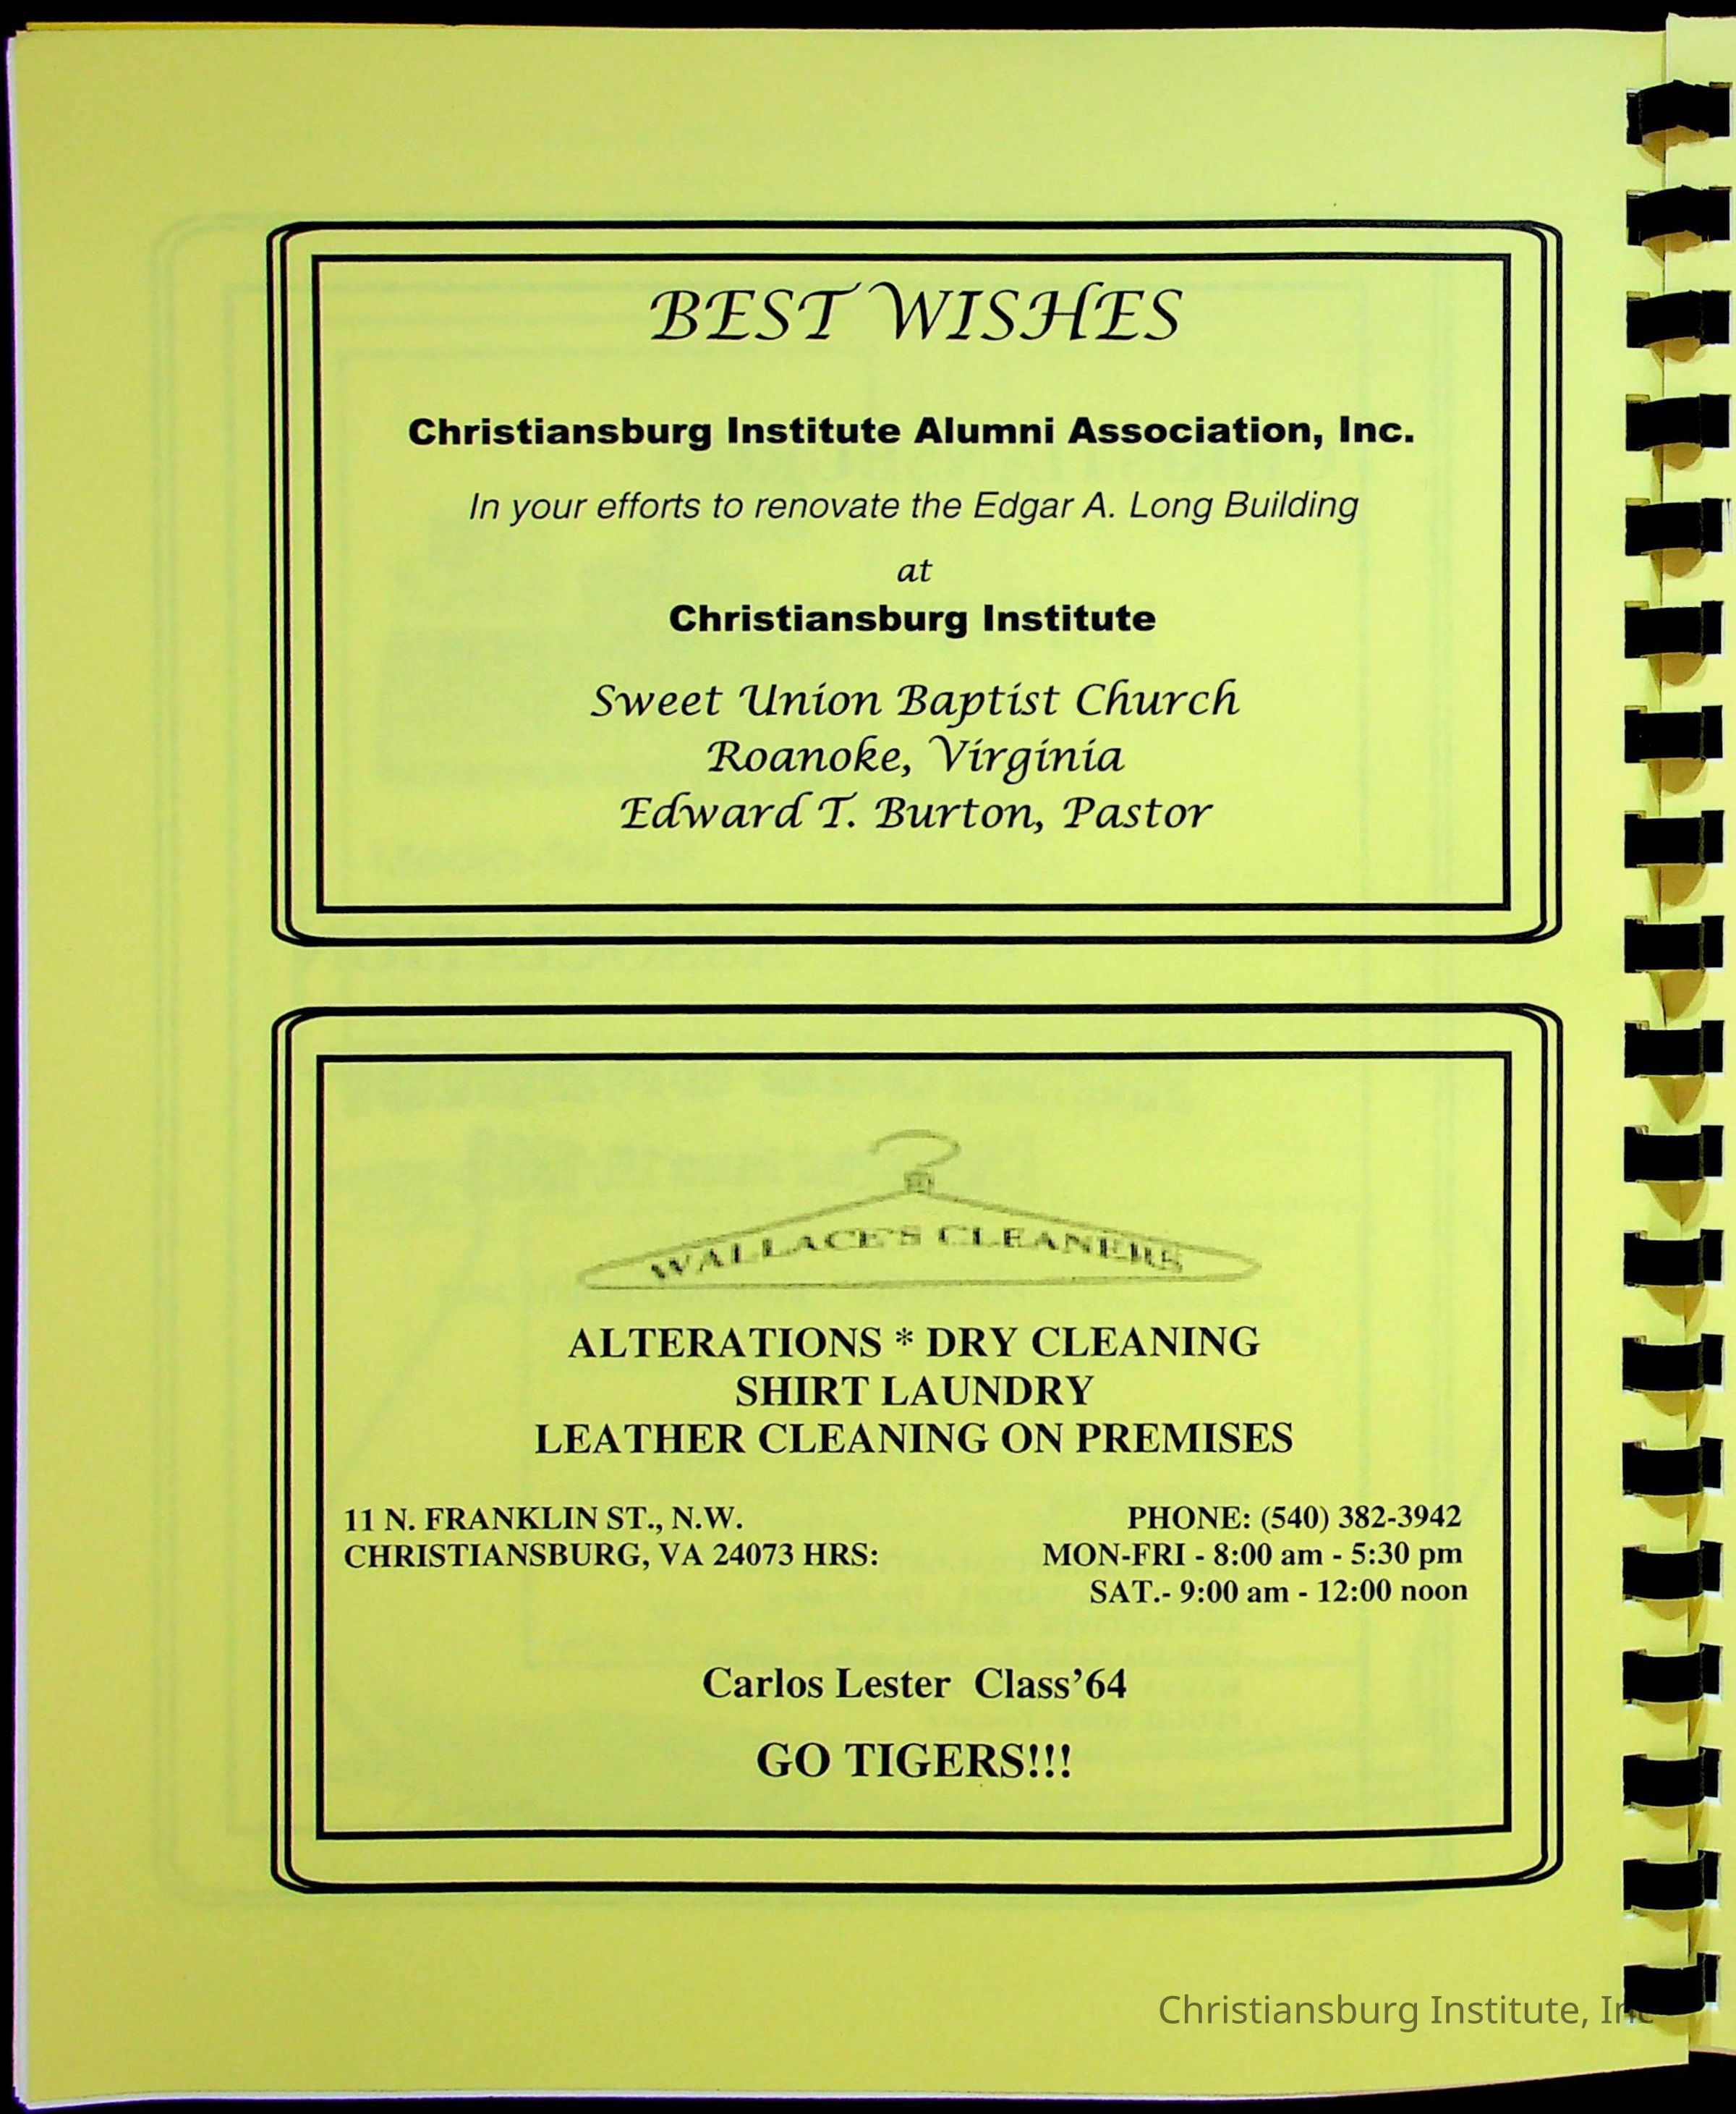 BEST WISHES
Christiansburg Institute Alumni Association, Inc.
In your efforts to renovate the Edgar A. Long Building
at
Christiansburg Institute
Sweet Union Baptist Church
Roanoke, Virginia
Edward T. Burton, Pastor
WALLACE'S CLEANERS
ALTERATIONS * DRY CLEANING
SHIRT LAUNDRY
LEATHER CLEANING ON PREMISES
11 N. FRANKLIN ST., N.W. PHONE: (540) 382-3942
CHRISTIANSBURG, VA 24073 HRS: MON-FRI - 8:00 am - 5:30 pm
SAT.- 9:00 am - 12:00 noon
Carlos Lester Class'64
GO TIGERS!!!
Christiansburg Institute, Inc